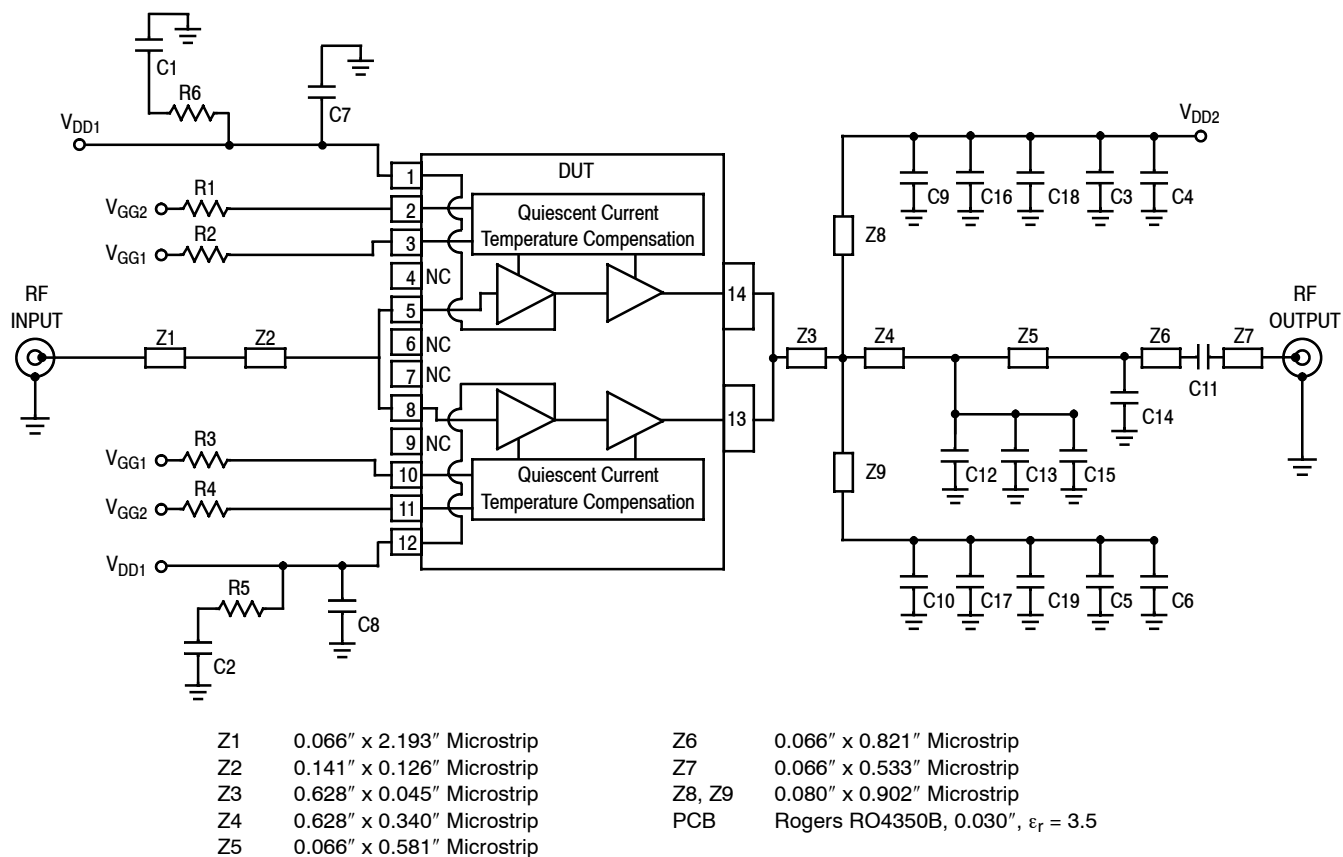 C1
R6
C7
VDD1
VDD2
1
DUT
C9
C16
C18
C3
C4
VGG2
R1
2
Quiescent Current
Temperature Compensation
VGG1
R2
3
Z8
4
NC
14
RF
INPUT
5
RF
OUTPUT
Z1
Z2
6
NC
Z3
Z4
Z5
Z6
Z7
7
NC
C11
8
13
C14
9
NC
VGG1
R3
10
Quiescent Current
Temperature Compensation
Z9
C12
C13
C15
VGG2
R4
11
12
VDD1
R5
C8
C10
C17
C19
C5
C6
C2
Z1 0.066″ x 2.193″ Microstrip
Z2 0.141″ x 0.126″ Microstrip
Z3 0.628″ x 0.045″ Microstrip
Z4 0.628″ x 0.340″ Microstrip
Z5 0.066″ x 0.581″ Microstrip
Z6 0.066″ x 0.821″ Microstrip
Z7 0.066″ x 0.533″ Microstrip
Z8, Z9 0.080″ x 0.902″ Microstrip
PCB Rogers RO4350B, 0.030″, εr = 3.5